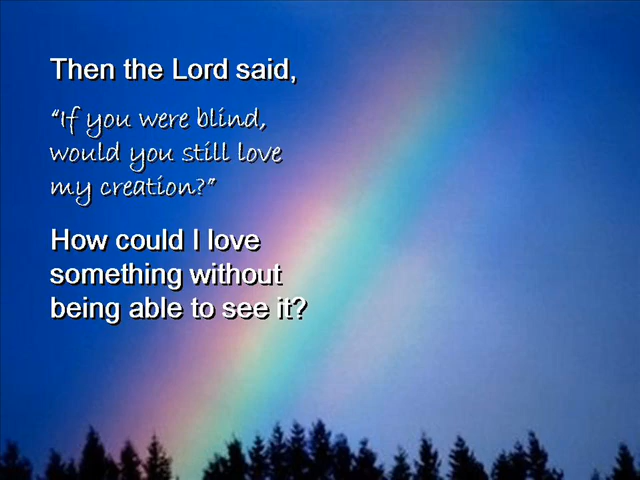 Then the Lord said,
“If you were blind,
would you still love
my creation?”
How could I love
something without
being able to see it?